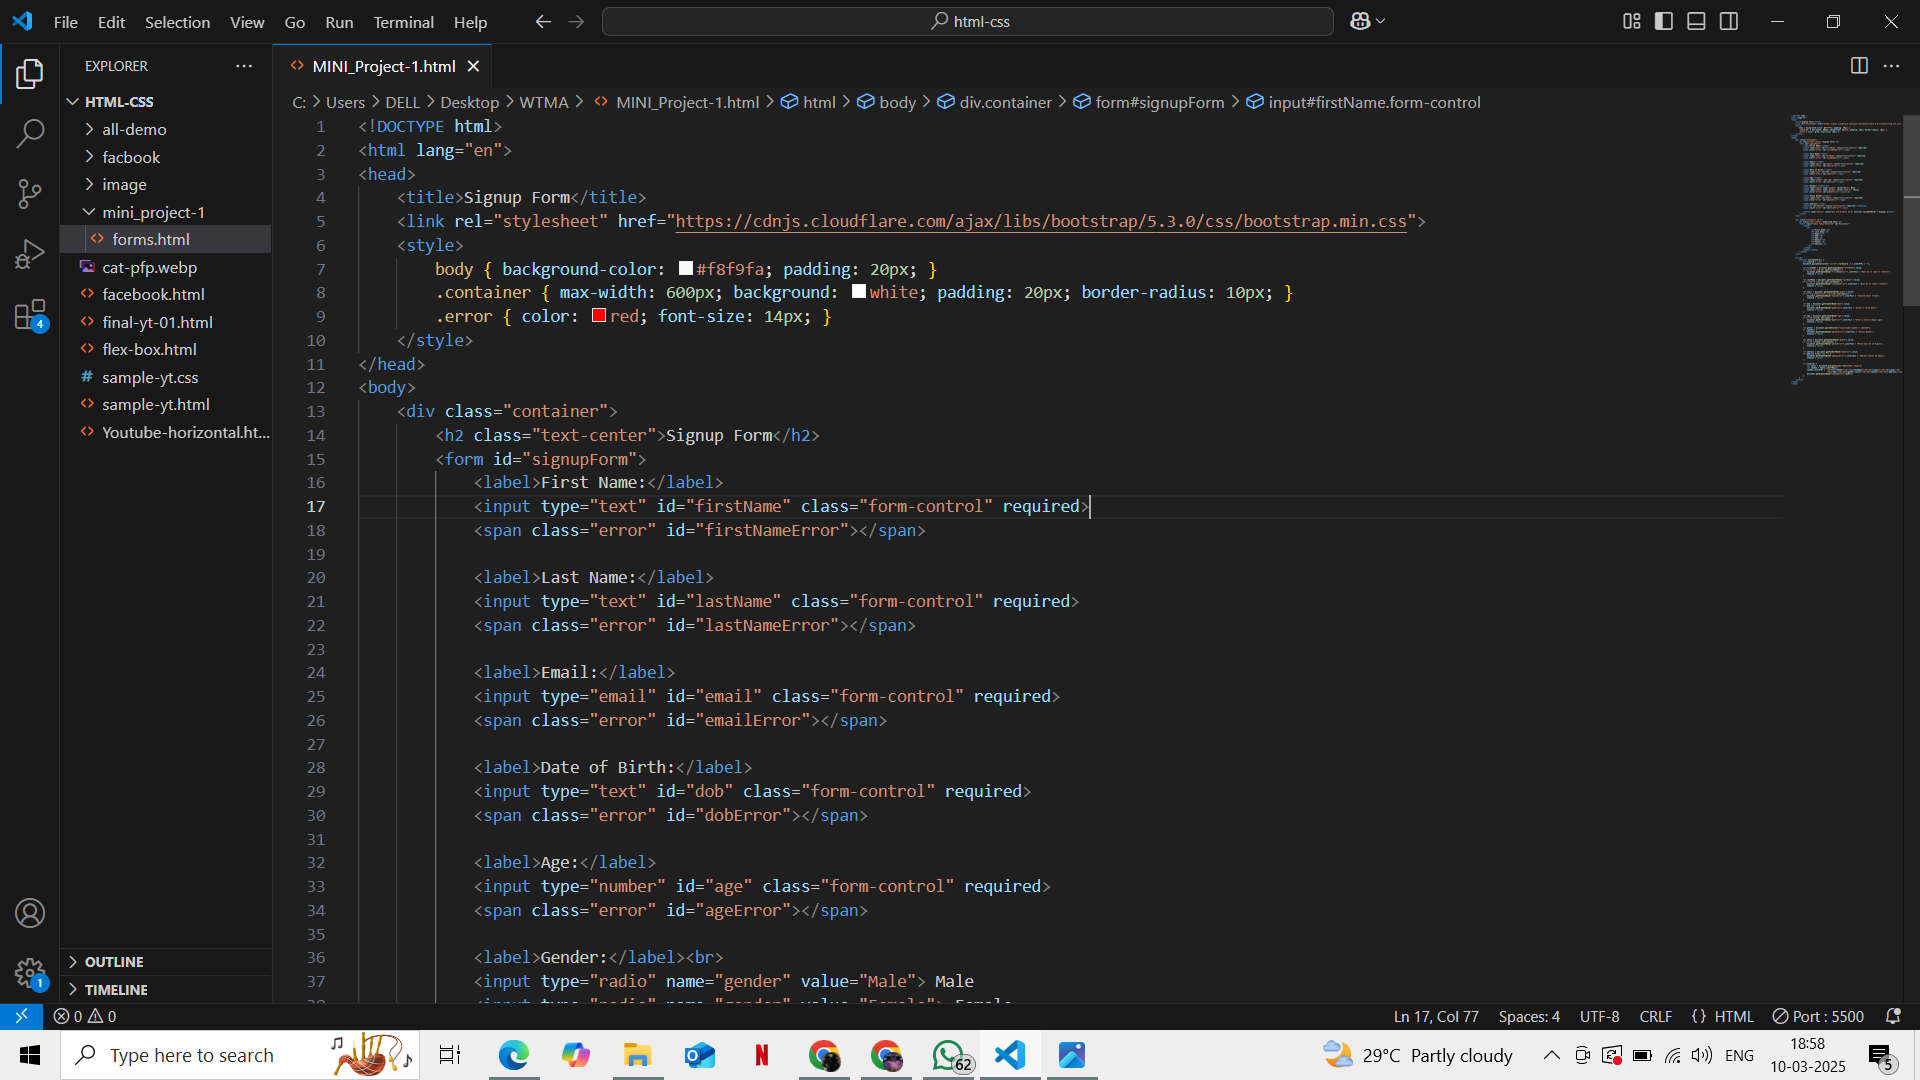 File Edit Selection View Go Run Terminal Help
html-css
EXPLORER
MINI_Project-1.html
HTML-CSS
all-demo
facbook
image
mini_project-1
forms.html
cat-pfp.webp
facebook.html
final-yt-01.html
flex-box.html
# sample-yt.css
sample-yt.html
Youtube-horizontal.ht...
OUTLINE
TIMELINE
4
1
C: > Users > DELL > Desktop > WTMA > MINI_Project-1.html > html > body > div.container > form#signupForm > input#firstName.form-control
1 <!DOCTYPE html>
2 <html lang="en">
3 <head>
4 <title>Signup Form</title>
5 <link rel="stylesheet" href="https://cdnjs.cloudflare.com/ajax/libs/bootstrap/5.3.0/css/bootstrap.min.css">
6 <style>
7 body { background-color: #f8f9fa; padding: 20px; }
8 .container { max-width: 600px; background: white; padding: 20px; border-radius: 10px; }
9 .error { color: red; font-size: 14px; }
10 </style>
11 </head>
12 <body>
13 <div class="container">
14 <h2 class="text-center">Signup Form</h2>
15 <form id="signupForm">
16 <label>First Name:</label>
17 <input type="text" id="firstName" class="form-control" required>
18 <span class="error" id="firstNameError"></span>
19
20 <label>Last Name:</label>
21 <input type="text" id="lastName" class="form-control" required>
22 <span class="error" id="lastNameError"></span>
23
24 <label>Email:</label>
25 <input type="email" id="email" class="form-control" required>
26 <span class="error" id="emailError"></span>
27
28 <label>Date of Birth:</label>
29 <input type="text" id="dob" class="form-control" required>
30 <span class="error" id="dobError"></span>
31
32 <label>Age:</label>
33 <input type="number" id="age" class="form-control" required>
34 <span class="error" id="ageError"></span>
35
36 <label>Gender:</label><br>
37 <input type="radio" name="gender" value="Male"> Male
0 0
Ln 17, Col 77 Spaces: 4 UTF-8 CRLF {} HTML Port : 5500
Type here to search
62
29°C Partly cloudy
ENG
18:58
10-03-2025
5